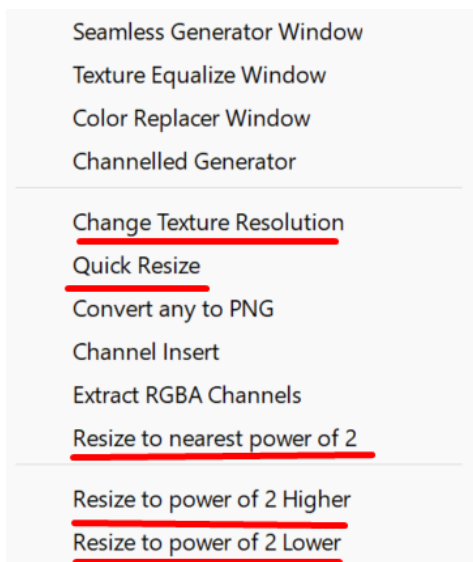 Seamless Generator Window
Texture Equalize Window
Color Replacer Window
Channelled Generator
Change Texture Resolution
Quick Resize
Convert any to PNG
Channel Insert
Extract RGBA Channels
Resize to nearest power of 2
Resize to power of 2 Higher
Resize to power of 2 Lower